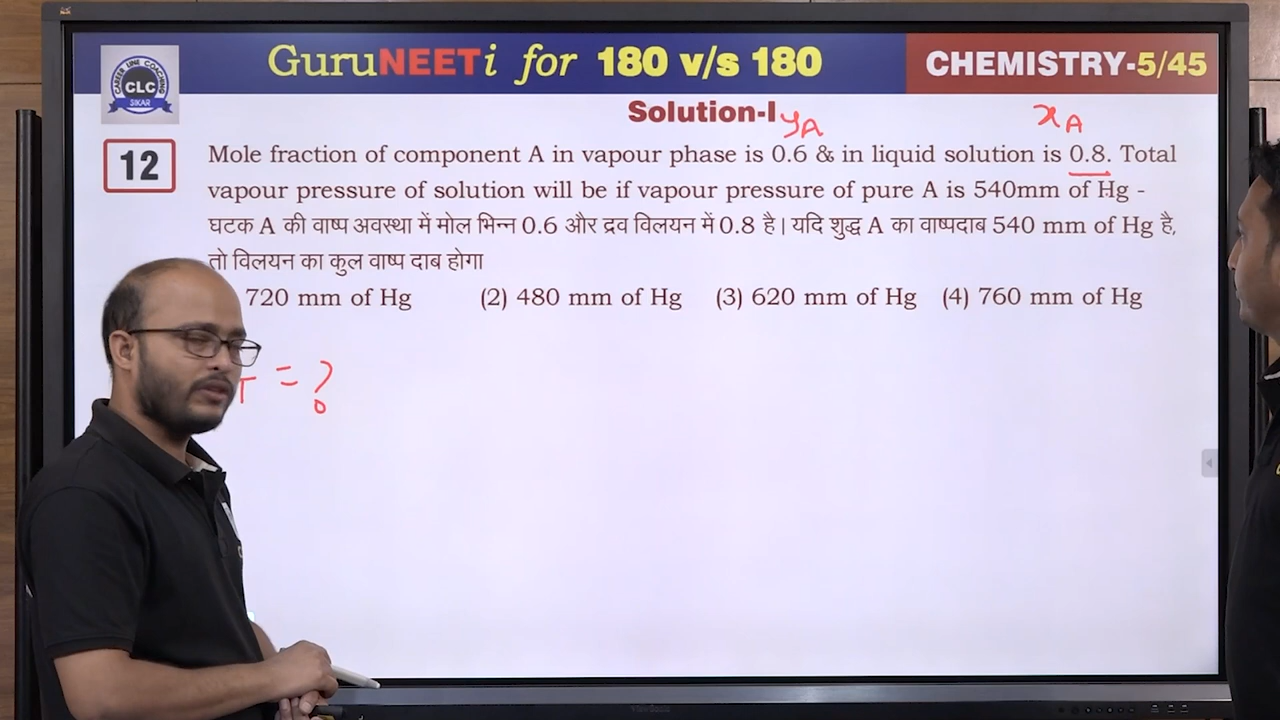 GuruNEETi for 180 v/s 180
CHEMISTRY-5/45
CAREER LINE COACHING
CLC
SIKAR
Solution-I
yA
xA
12
Mole fraction of component A in vapour phase is 0.6 & in liquid solution is 0.8. Total
vapour pressure of solution will be if vapour pressure of pure A is 540mm of Hg -
घटक A की वाष्प अवस्था में मोल भिन्न 0.6 और द्रव विलयन में 0.8 है। यदि शुद्ध A का वाष्पदाब 540 mm of Hg है,
तो विलयन का कुल वाष्प दाब होगा
720 mm of Hg (2) 480 mm of Hg (3) 620 mm of Hg (4) 760 mm of Hg
T = ?